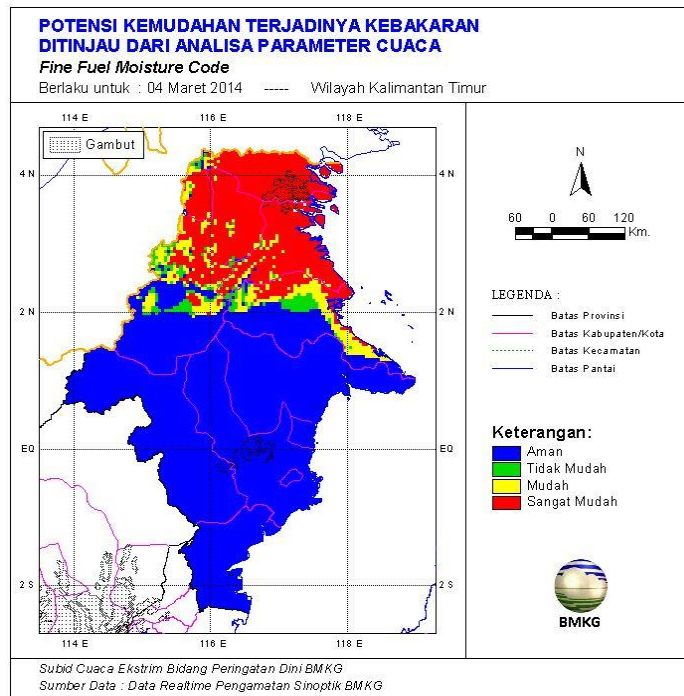 POTENSI KEMUDAHAN TERJADINYA KEBAKARAN
DITINJAU DARI ANALISA PARAMETER CUACA
Fine Fuel Moisture Code
Berlaku untuk : 04 Maret 2014 ----- Wilayah Kalimantan Timur
114 E 116 E 118 E
Gambut
4 N 4 N
2 N 2 N
EQ EQ
2 S 2 S
114 E 116 E 118 E
N
60 0 60 120
Km.
LEGENDA :
Batas Provinsi
Batas Kabupaten/Kota
Batas Kecamatan
Batas Pantai
Keterangan:
Aman
Tidak Mudah
Mudah
Sangat Mudah
BMKG
Subid Cuaca Ekstrim Bidang Peringatan Dini BMKG
Sumber Data : Data Realtime Pengamatan Sinoptik BMKG